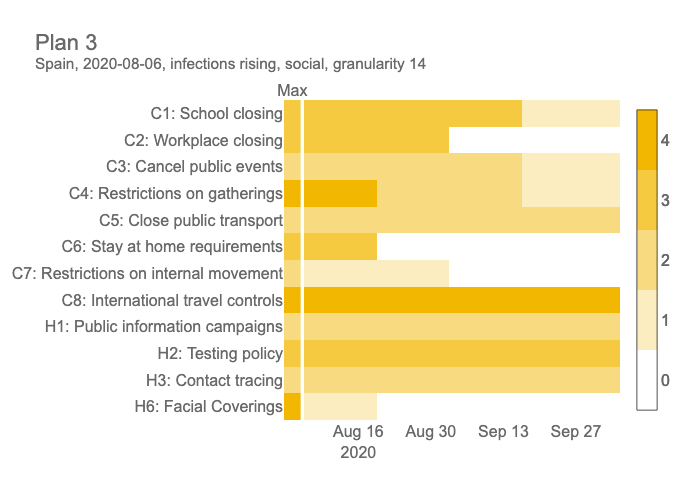 Plan 3
Spain, 2020-08-06, infections rising, social, granularity 14
Max
C1: School closing
C2: Workplace closing
C3: Cancel public events
C4: Restrictions on gatherings
C5: Close public transport
C6: Stay at home requirements
C7: Restrictions on internal movement
C8: International travel controls
H1: Public information campaigns
H2: Testing policy
H3: Contact tracing
H6: Facial Coverings
Aug 16 Aug 30 Sep 13 Sep 27
2020
4
3
2
1
0